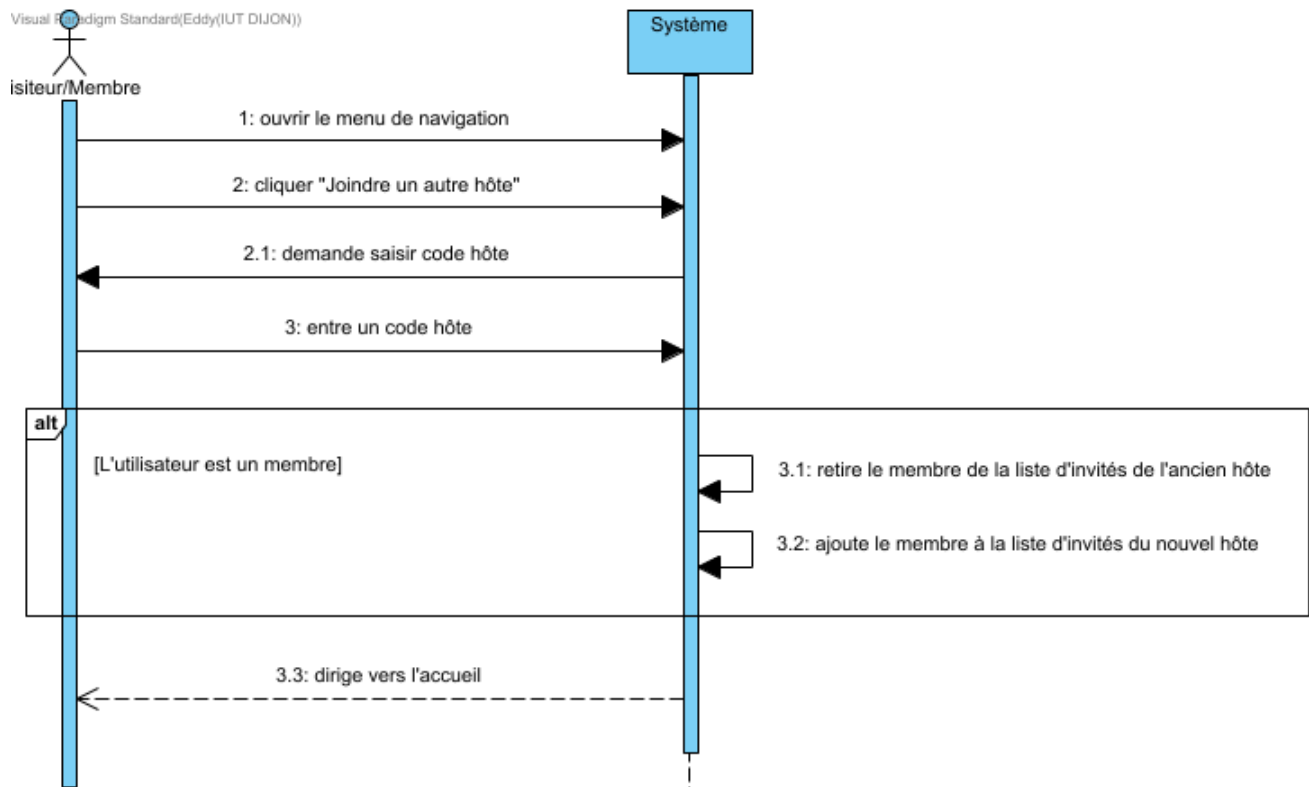 Visual Paradigm Standard(Eddy(IUT DIJON))
Système
isiteur/Membre
1: ouvrir le menu de navigation
2: cliquer "Joindre un autre hôte"
2.1: demande saisir code hôte
3: entre un code hôte
alt
[L'utilisateur est un membre]
3.1: retire le membre de la liste d'invités de l'ancien hôte
3.2: ajoute le membre à la liste d'invités du nouvel hôte
3.3: dirige vers l'accueil